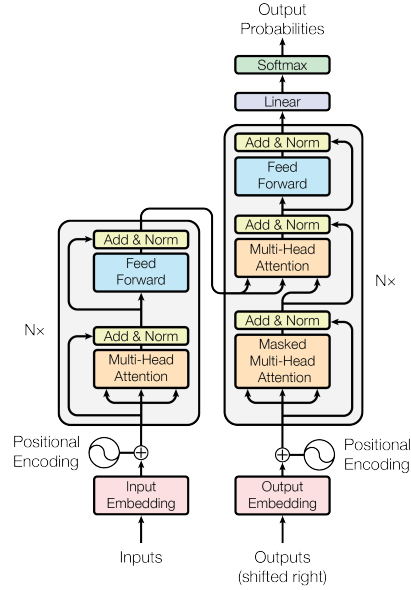 Output
Probabilities
Softmax
Linear
Add & Norm
Feed
Forward
Add & Norm
Multi-Head
Attention
Add & Norm
Masked
Multi-Head
Attention
N×
Add & Norm
Feed
Forward
Add & Norm
Multi-Head
Attention
N×
Positional
Encoding
Positional
Encoding
Input
Embedding
Output
Embedding
Inputs
Outputs
(shifted right)